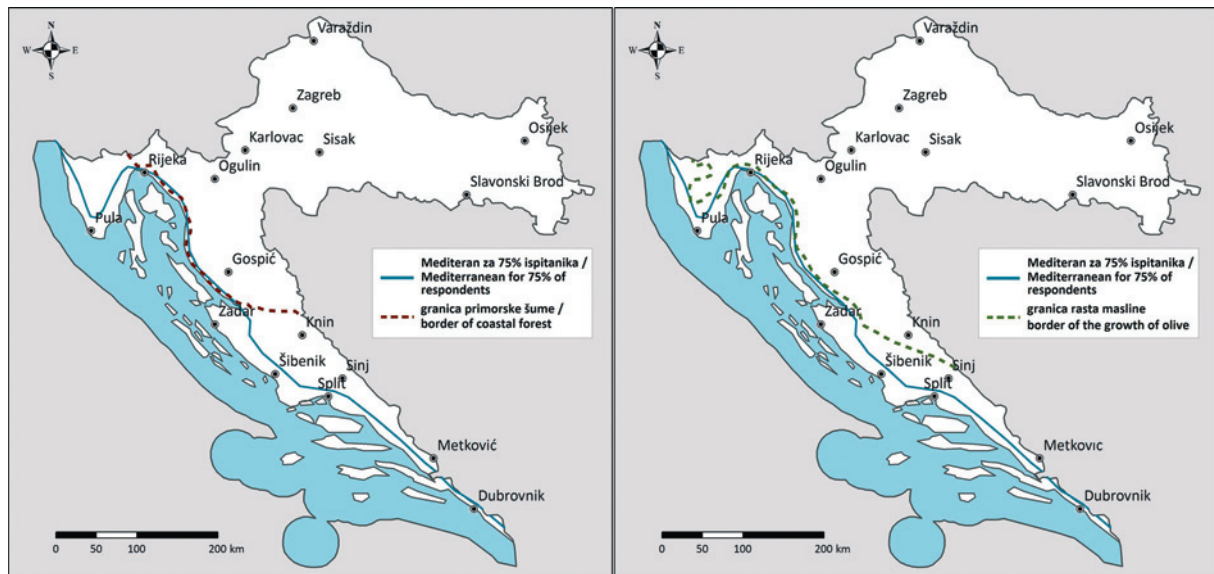 N
W E
S
Varaždin
Zagreb
Karlovac
Sisak
Osijek
Rijeka
Ogulin
Slavonski Brod
Pula
Gospić
Mediteran za 75% ispitanika /
Mediterranean for 75% of
respondents
granica primorske šume /
border of coastal forest
Zadar
Knin
Šibenik
Sinj
Split
Metković
Dubrovnik
0 50 100 200 km
N
W E
S
Varaždin
Zagreb
Karlovac
Sisak
Osijek
Rijeka
Ogulin
Slavonski Brod
Pula
Gospić
Mediteran za 75% ispitanika /
Mediterranean for 75% of
respondents
granica rasta masline
border of the growth of olive
Zadar
Knin
Šibenik
Sinj
Split
Metković
Dubrovnik
0 50 100 200 km